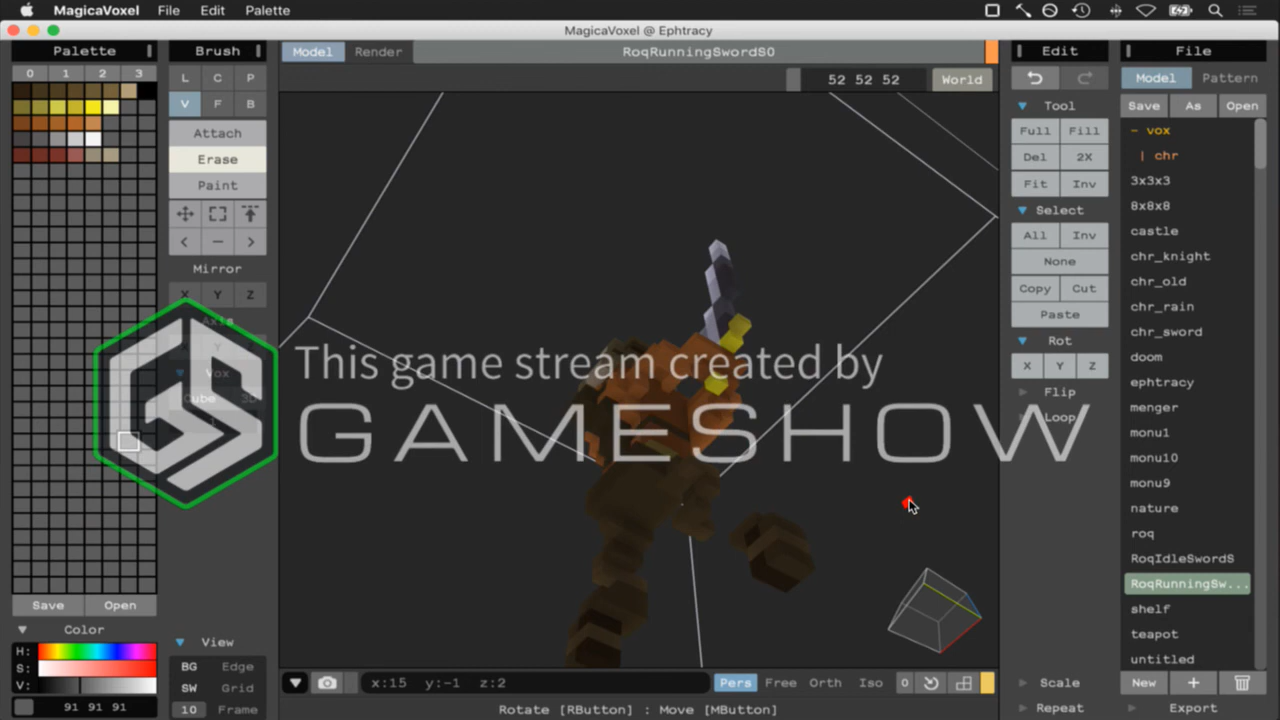 MagicaVoxel File Edit Palette
MagicaVoxel @ Ephtracy
Palette
0 1 2 3
Save Open
Color
H:
S:
V:
91 91 91
Brush
L C P
V F B
Attach
Erase
Paint
Mirror
X Y Z
Axis
Vox
Cube 3D
View
BG Edge
SW Grid
10 Frame
Model Render RoqRunningSwordS0
52 52 52 World
This game stream created by
GAMESHOW
x:15 y:-1 z:2
Pers Free Orth Iso 0
Rotate [RButton] : Move [MButton]
Edit
Tool
Full Fill
Del 2X
Fit Inv
Select
All Inv
None
Copy Cut
Paste
Rot
X Y Z
Flip
Loop
Scale
Repeat
File
Model Pattern
Save As Open
- vox
| chr
3x3x3
8x8x8
castle
chr_knight
chr_old
chr_rain
chr_sword
doom
ephtracy
menger
monu1
monu10
monu9
nature
roq
RoqIdleSwordS
RoqRunningSw...
shelf
teapot
untitled
New +
Export